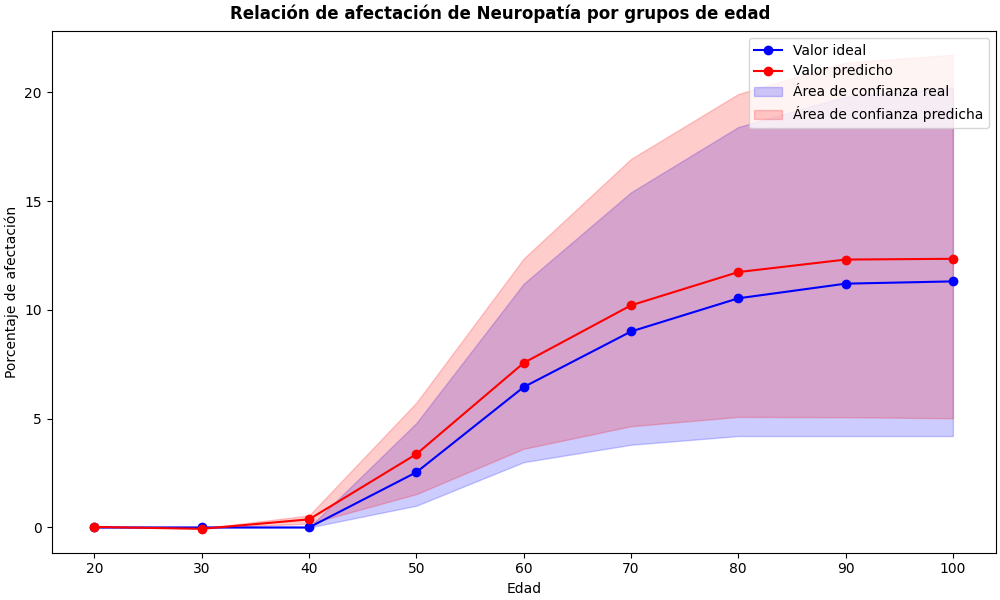 Relación de afectación de Neuropatía por grupos de edad
Valor ideal
Valor predicho
Área de confianza real
Área de confianza predicha
Porcentaje de afectación
20
15
10
5
0
20 30 40 50 60 70 80 90 100
Edad